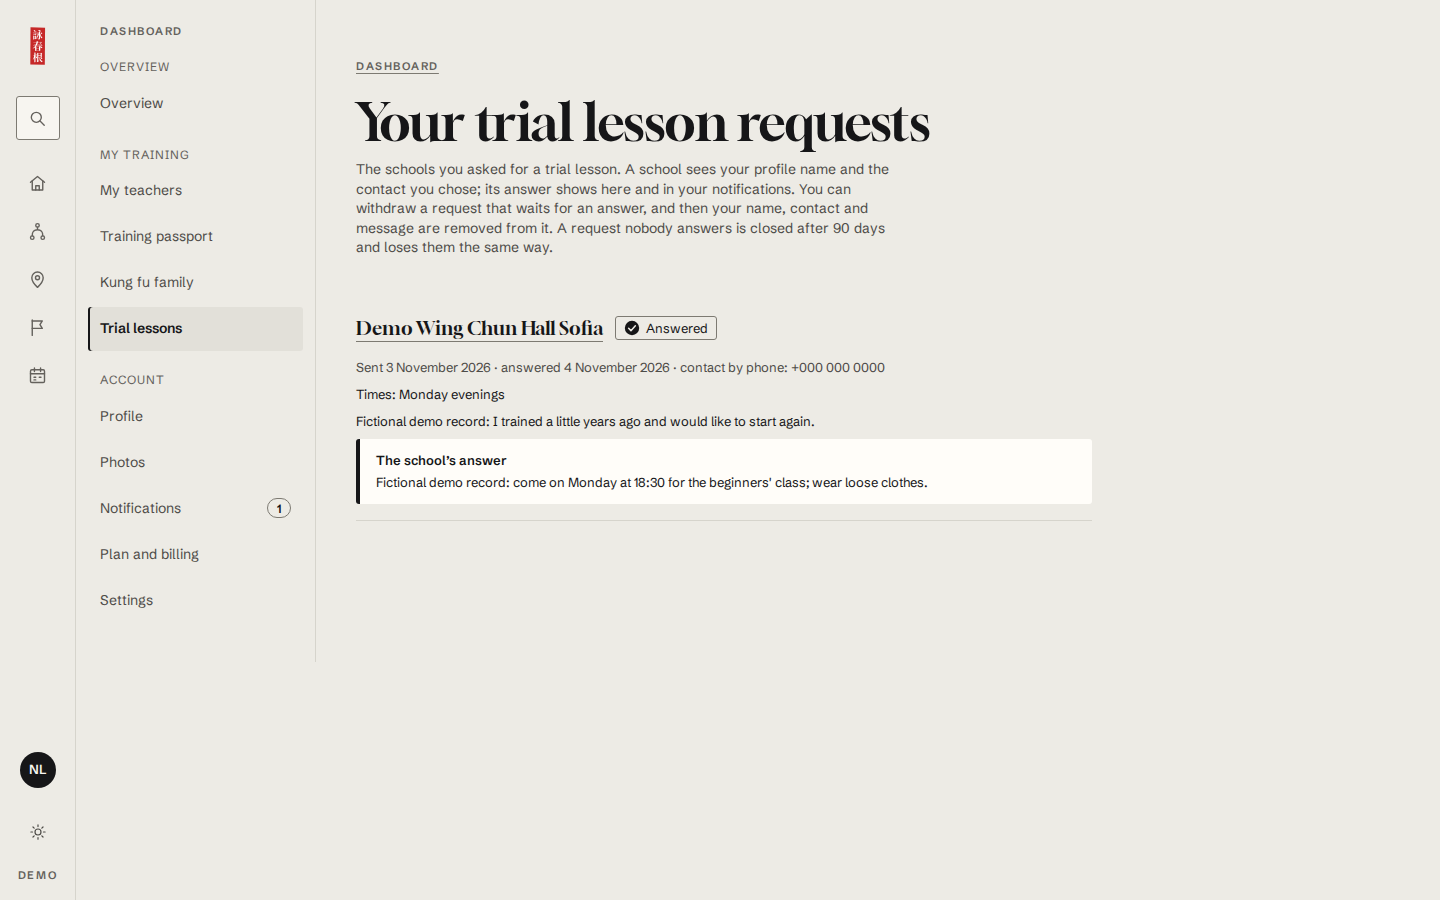 詠春根
DASHBOARD
OVERVIEW
Overview
MY TRAINING
My teachers
Training passport
Kung fu family
Trial lessons
ACCOUNT
Profile
Photos
Notifications 1
Plan and billing
Settings
NL
DEMO
DASHBOARD
Your trial lesson requests
The schools you asked for a trial lesson. A school sees your profile name and the
contact you chose; its answer shows here and in your notifications. You can
withdraw a request that waits for an answer, and then your name, contact and
message are removed from it. A request nobody answers is closed after 90 days
and loses them the same way.
Demo Wing Chun Hall Sofia Answered
Sent 3 November 2026 · answered 4 November 2026 · contact by phone: +000 000 0000
Times: Monday evenings
Fictional demo record: I trained a little years ago and would like to start again.
The school’s answer
Fictional demo record: come on Monday at 18:30 for the beginners' class; wear loose clothes.